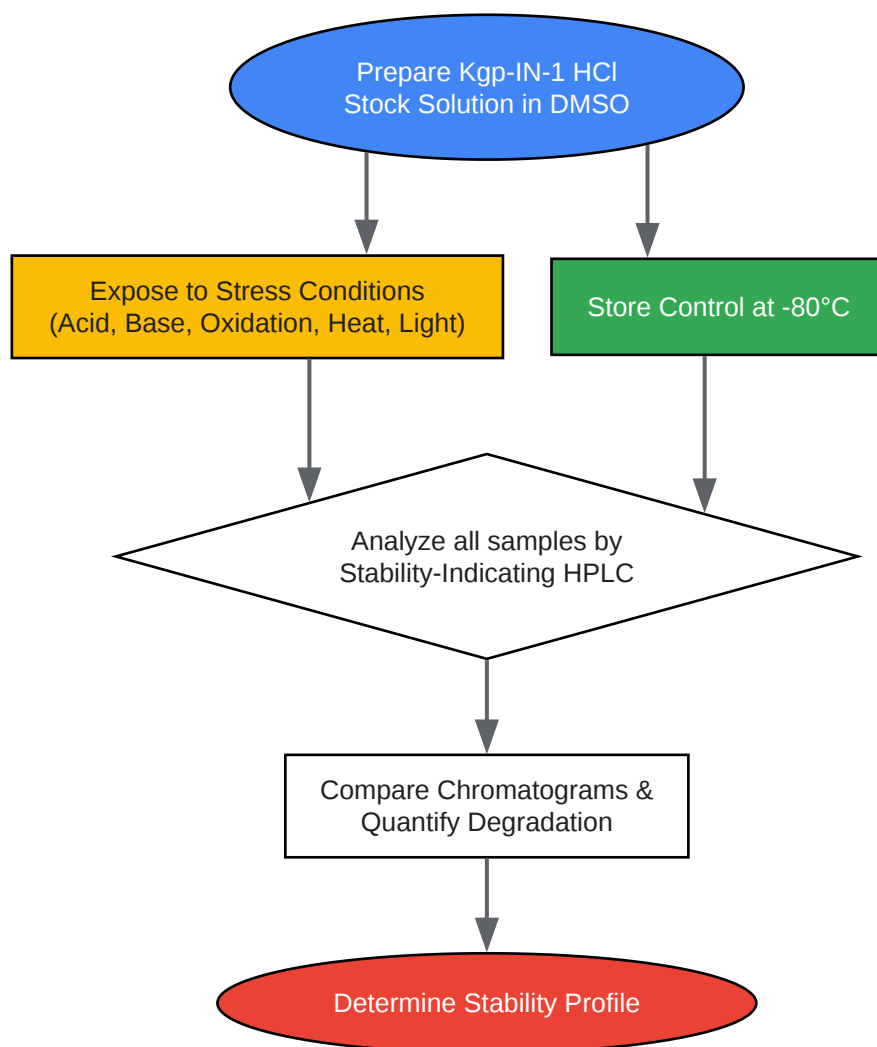 Prepare Kgp-IN-1 HCl
Stock Solution in DMSO
Expose to Stress Conditions
(Acid, Base, Oxidation, Heat, Light)
Store Control at -80°C
Analyze all samples by
Stability-Indicating HPLC
Compare Chromatograms &
Quantify Degradation
Determine Stability Profile